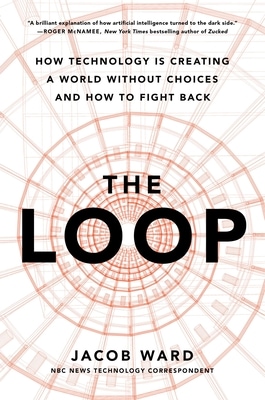 "A brilliant explanation of how artificial intelligence turned to the dark side."
—ROGER McNAMEE, New York Times bestselling author of Zucked
HOW TECHNOLOGY IS CREATING
A WORLD WITHOUT CHOICES
AND HOW TO FIGHT BACK
THE
LOOP
JACOB WARD
NBC NEWS TECHNOLOGY CORRESPONDENT